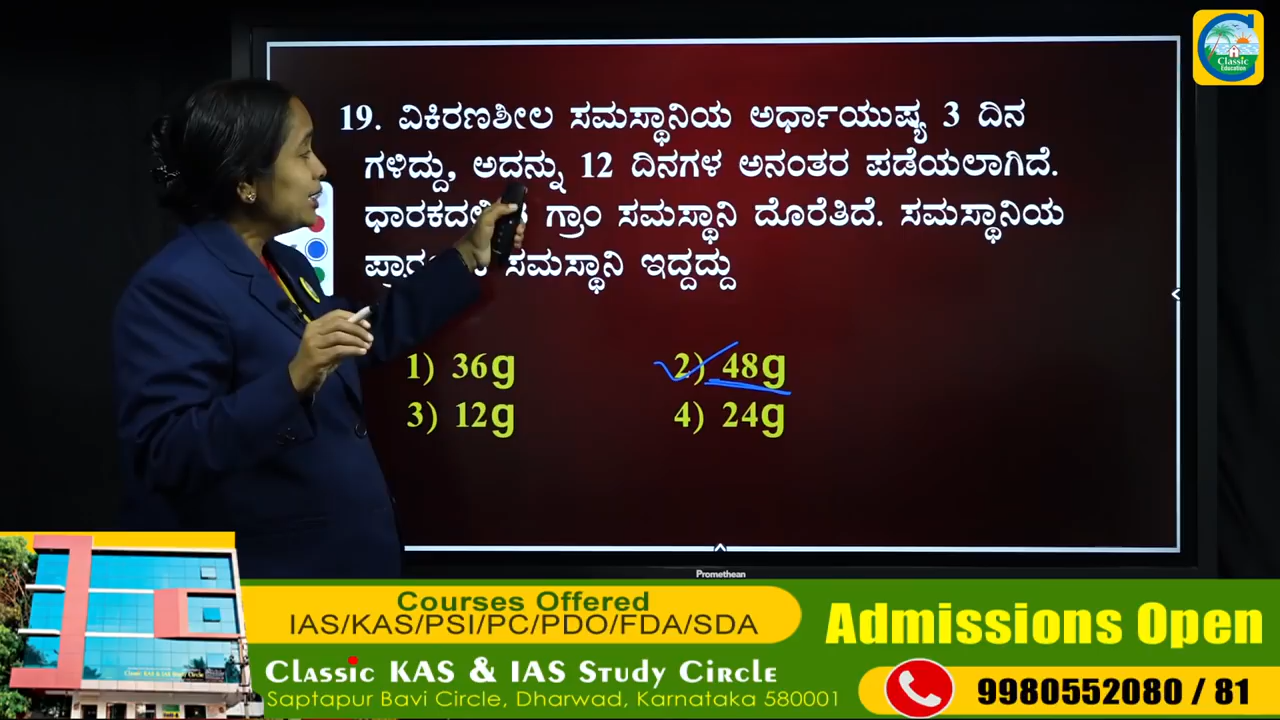 Classic
Education
19. ವಿಕಿರಣಶೀಲ ಸಮಸ್ಥಾನಿಯ ಅರ್ಧಾಯುಷ್ಯ 3 ದಿನ
ಗಳಿದ್ದು, ಅದನ್ನು 12 ದಿನಗಳ ಅನಂತರ ಪಡೆಯಲಾಗಿದೆ.
ಗ್ರಾಂ ಸಮಸ್ಥಾನಿ ದೊರೆತಿದೆ. ಸಮಸ್ಥಾನಿಯ
ಸಮಸ್ಥಾನಿ ಇದ್ದದ್ದು
1) 36g 2) 48g
3) 12g 4) 24g
Promethean
Courses Offered
IAS/KAS/PSI/PC/PDO/FDA/SDA
Classic KAS & IAS Study Circle
Saptapur Bavi Circle, Dharwad, Karnataka 580001
Admissions Open
9980552080 / 81